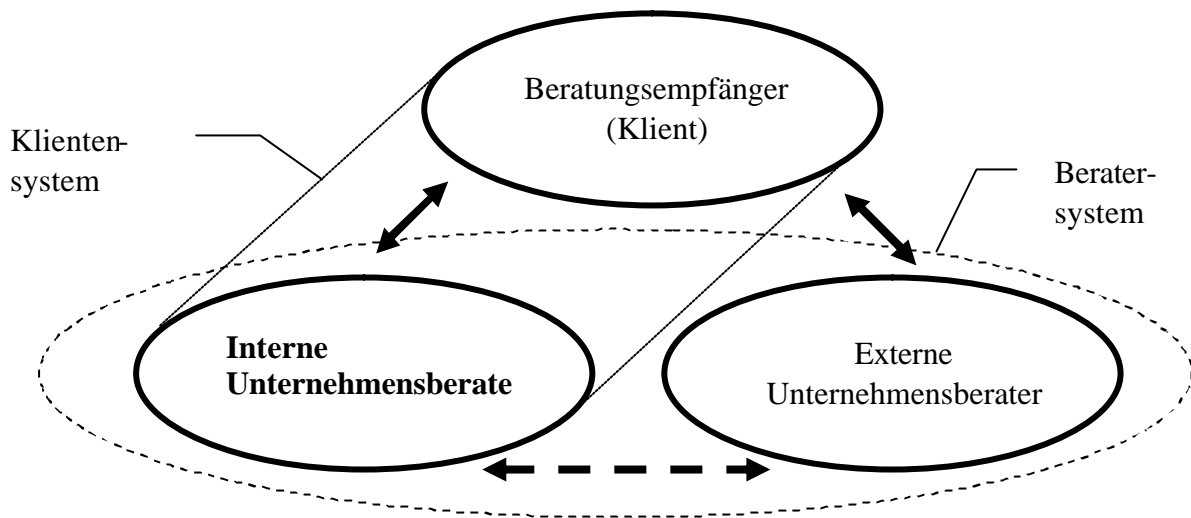 Beratungsempfänger
(Klient)
Klienten-
system
Berater-
system
Interne
Unternehmensberate
Externe
Unternehmensberater